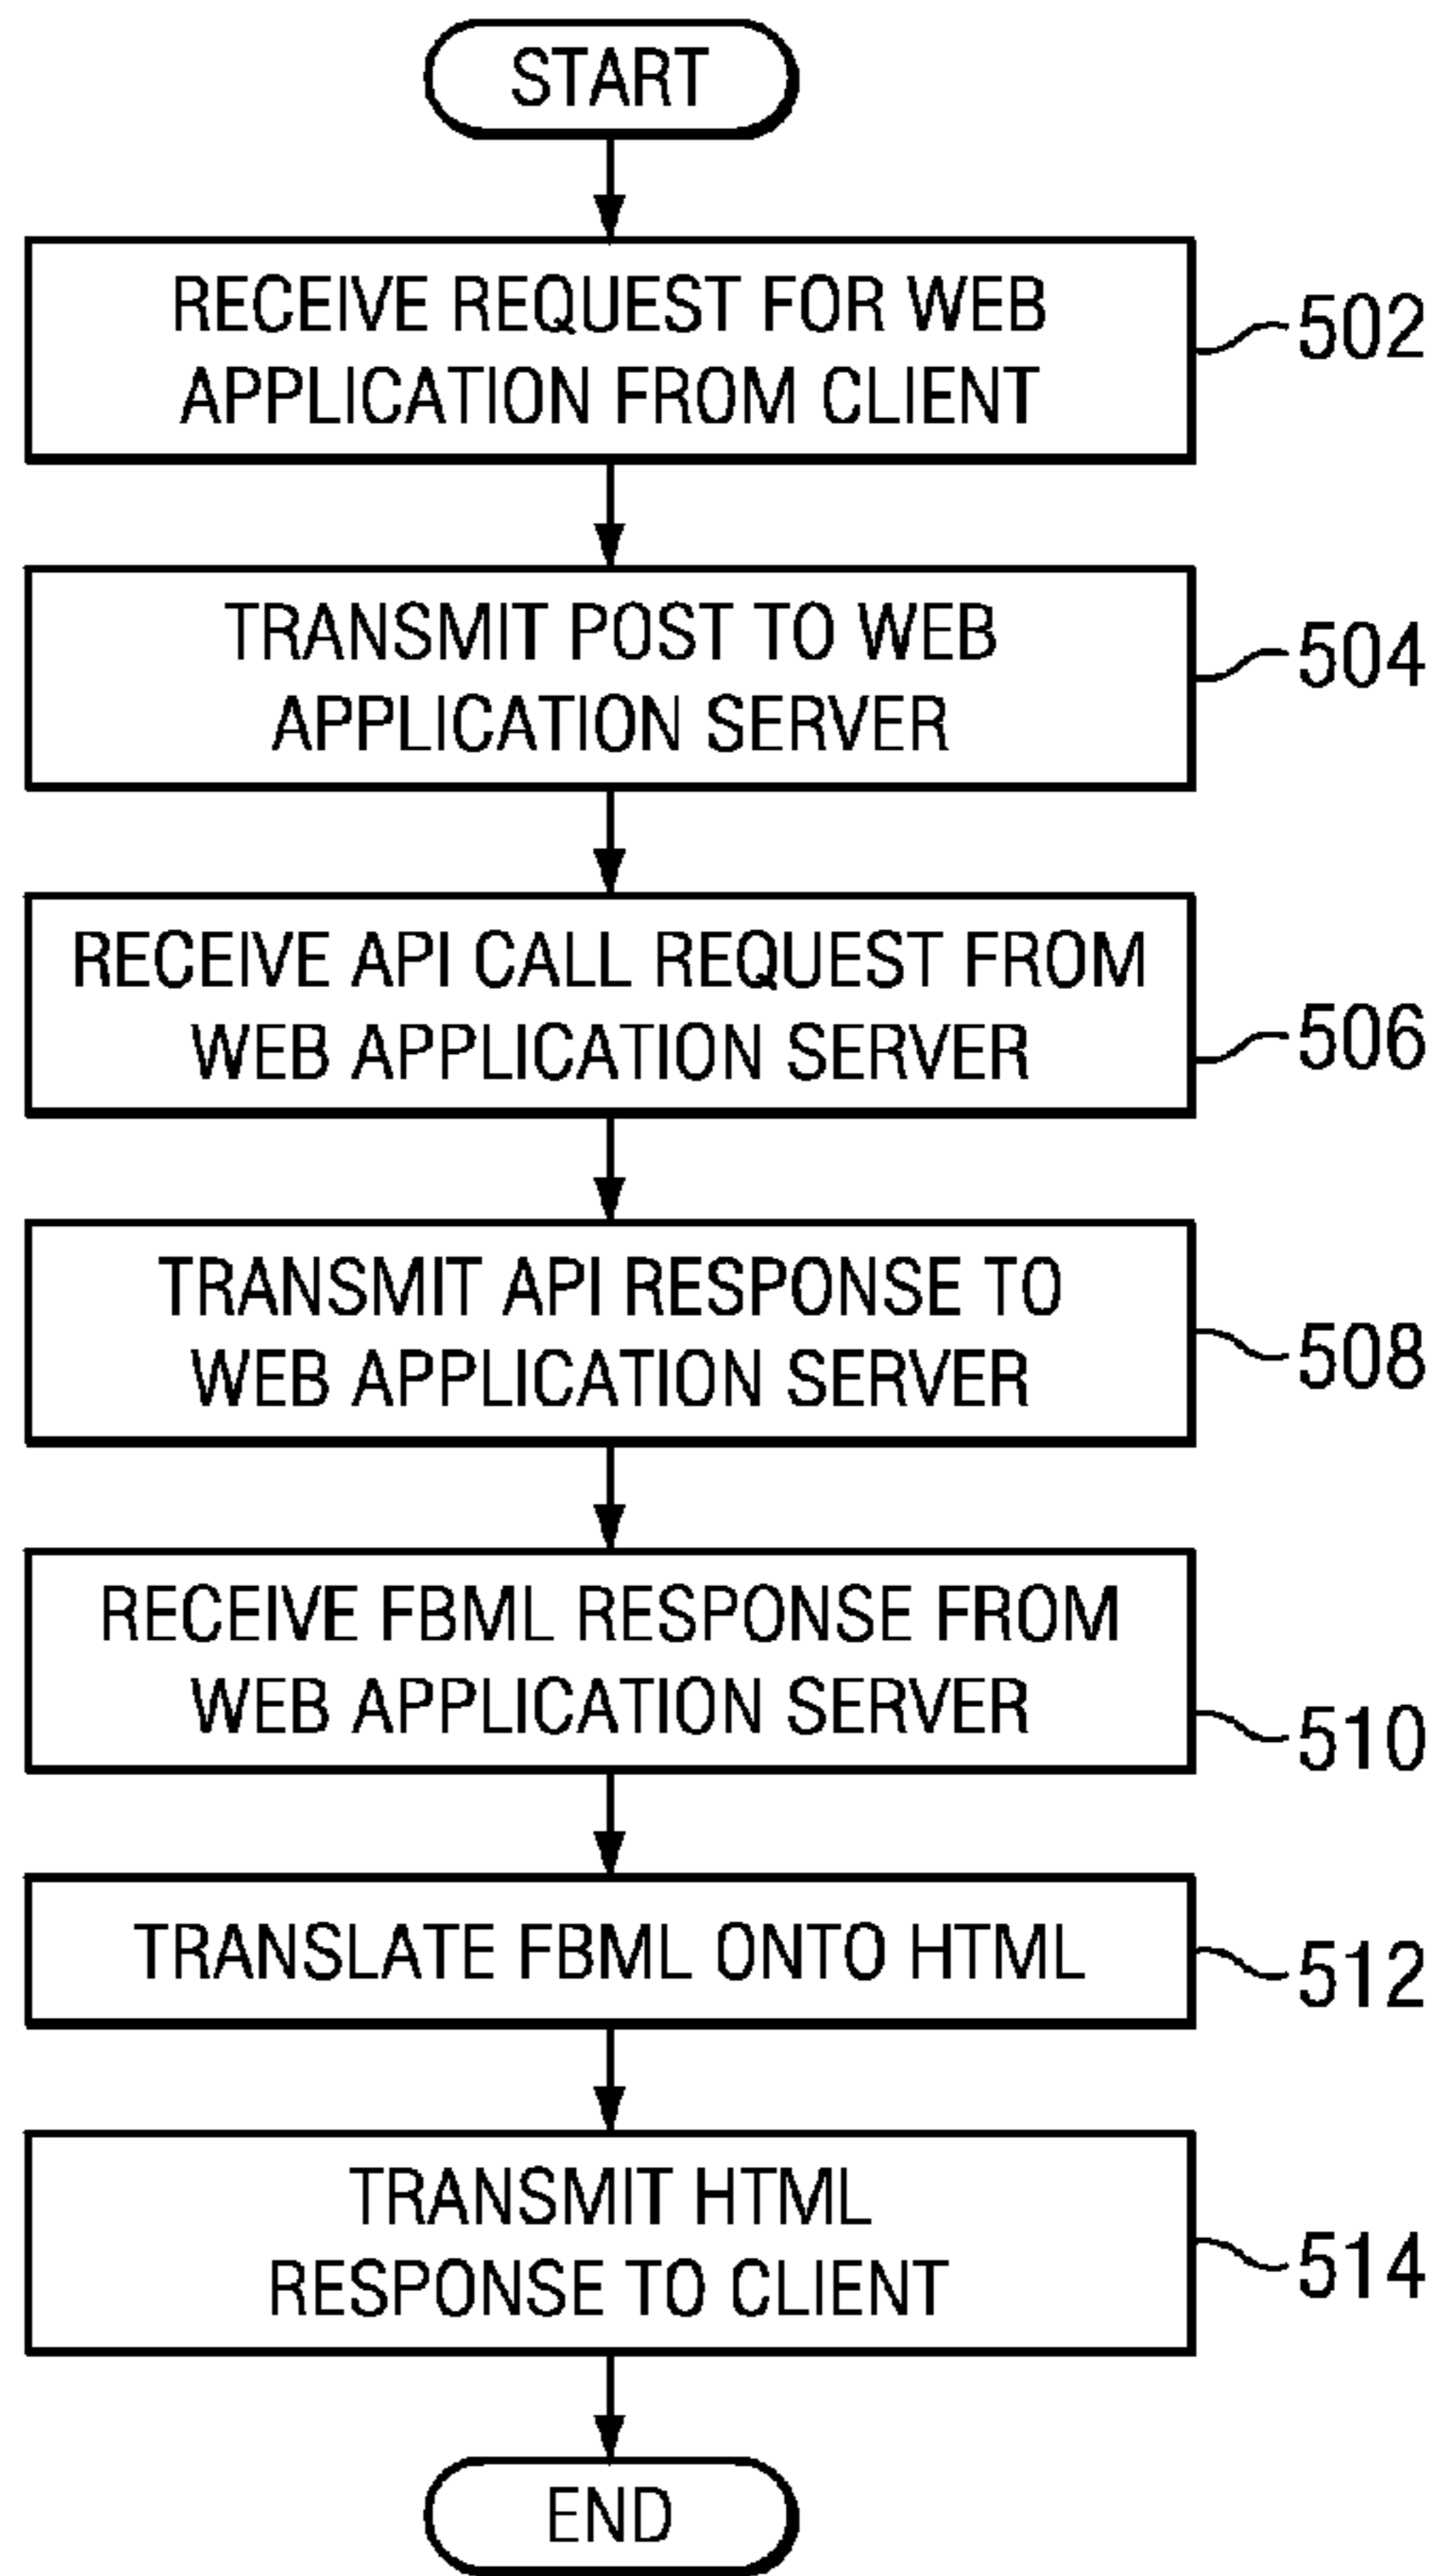 START
RECEIVE REQUEST FOR WEB
APPLICATION FROM CLIENT
502
TRANSMIT POST TO WEB
APPLICATION SERVER
504
RECEIVE API CALL REQUEST FROM
WEB APPLICATION SERVER
506
TRANSMIT API RESPONSE TO
WEB APPLICATION SERVER
508
RECEIVE FBML RESPONSE FROM
WEB APPLICATION SERVER
510
TRANSLATE FBML ONTO HTML
512
TRANSMIT HTML
RESPONSE TO CLIENT
514
END